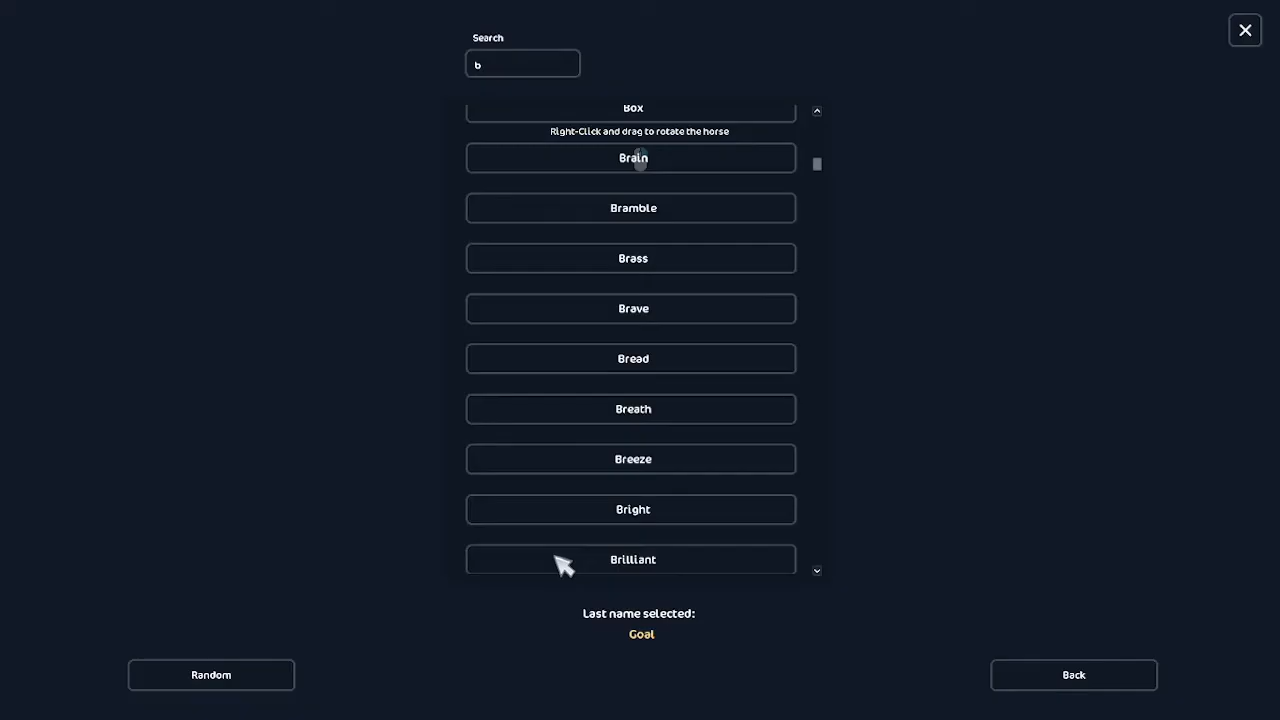 Search
b
Box
Right-Click and drag to rotate the horse
Brain
Bramble
Brass
Brave
Bread
Breath
Breeze
Bright
Brilliant
Last name selected:
Goal
Random
Back